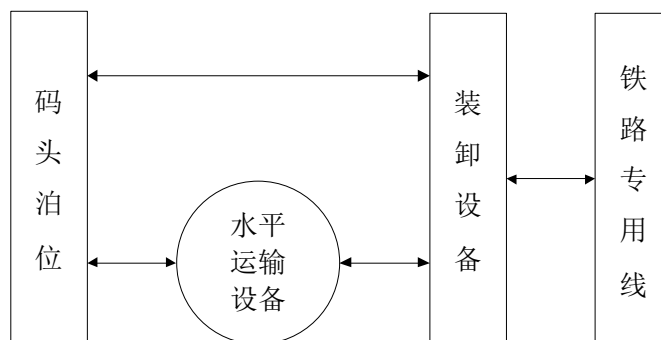 码头泊位
水平
运输
设备
装卸设备
铁路专用线